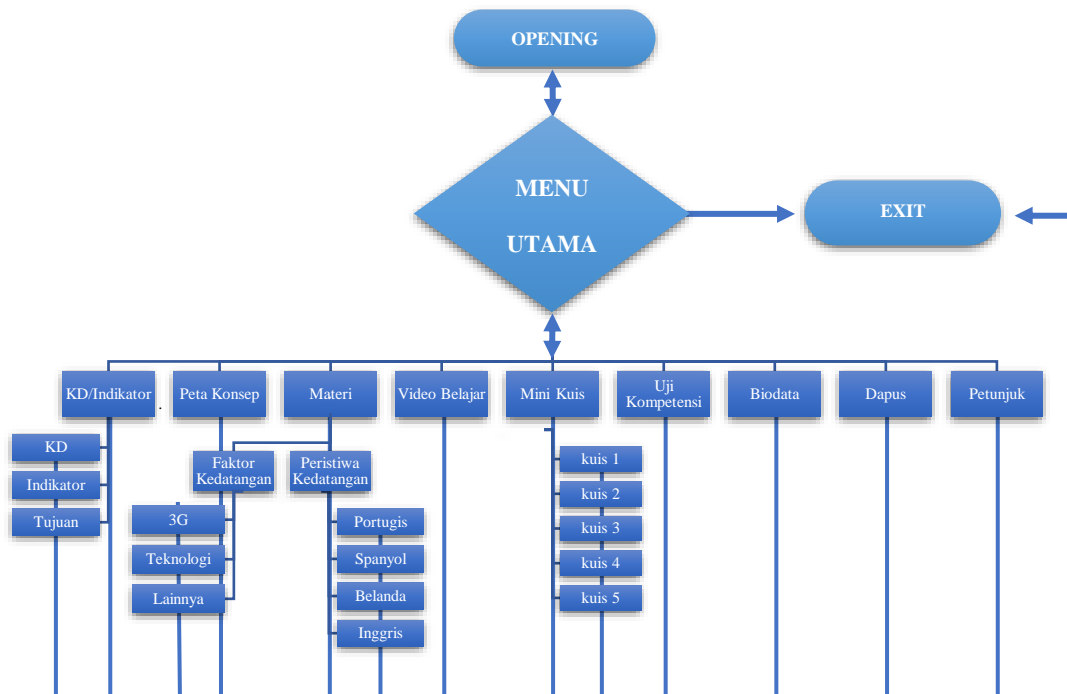 OPENING
MENU
UTAMA
EXIT
KD/Indikator
.
Peta Konsep
Materi
Video Belajar
Mini Kuis
Uji
Kompetensi
Biodata
Dapus
Petunjuk
KD
Indikator
Tujuan
Faktor
Kedatangan
3G
Teknologi
Lainnya
Peristiwa
Kedatangan
Portugis
Spanyol
Belanda
Inggris
kuis 1
kuis 2
kuis 3
kuis 4
kuis 5